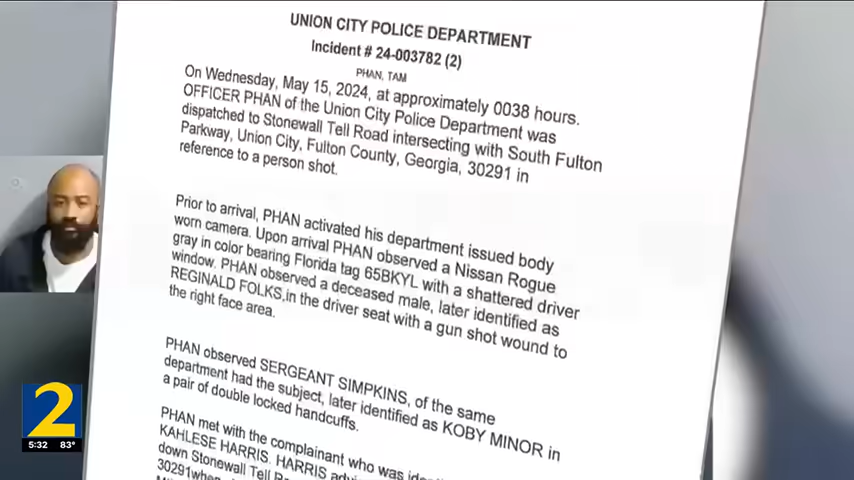 UNION CITY POLICE DEPARTMENT
Incident # 24-003782 (2)
PHAN, TAM
On Wednesday, May 15, 2024, at approximately 0038 hours.
OFFICER PHAN of the Union City Police Department was
dispatched to Stonewall Tell Road intersecting with South Fulton
Parkway, Union City, Fulton County, Georgia, 30291 in
reference to a person shot.
Prior to arrival, PHAN activated his department issued body
worn camera. Upon arrival PHAN observed a Nissan Rogue
gray in color bearing Florida tag 65BKYL with a shattered driver
window. PHAN observed a deceased male, later identified as
REGINALD FOLKS,in the driver seat with a gun shot wound to
the right face area.
PHAN observed SERGEANT SIMPKINS, of the same
department had the subject, later identified as KOBY MINOR in
a pair of double locked handcuffs.
PHAN met with the complainant who was
KAHLESE HARRIS. HARRIS
down Stonewall Tell
30291when
2
5:32 83°